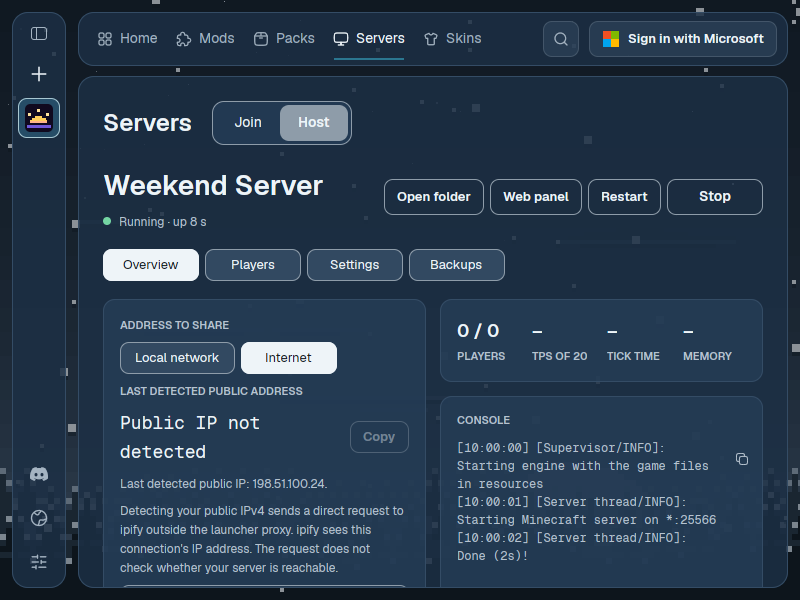 Home
Mods
Packs
Servers
Skins
Sign in with Microsoft
Servers
Join
Host
Weekend Server
Running · up 8 s
Open folder
Web panel
Restart
Stop
Overview
Players
Settings
Backups
ADDRESS TO SHARE
Local network
Internet
LAST DETECTED PUBLIC ADDRESS
Public IP not
detected
Copy
Last detected public IP: 198.51.100.24.
Detecting your public IPv4 sends a direct request to
ipify outside the launcher proxy. ipify sees this
connection's IP address. The request does not
check whether your server is reachable.
0 / 0
PLAYERS
–
TPS OF 20
–
TICK TIME
–
MEMORY
CONSOLE
[10:00:00] [Supervisor/INFO]:
Starting engine with the game files
in resources
[10:00:01] [Server thread/INFO]:
Starting Minecraft server on *:25566
[10:00:02] [Server thread/INFO]:
Done (2s)!